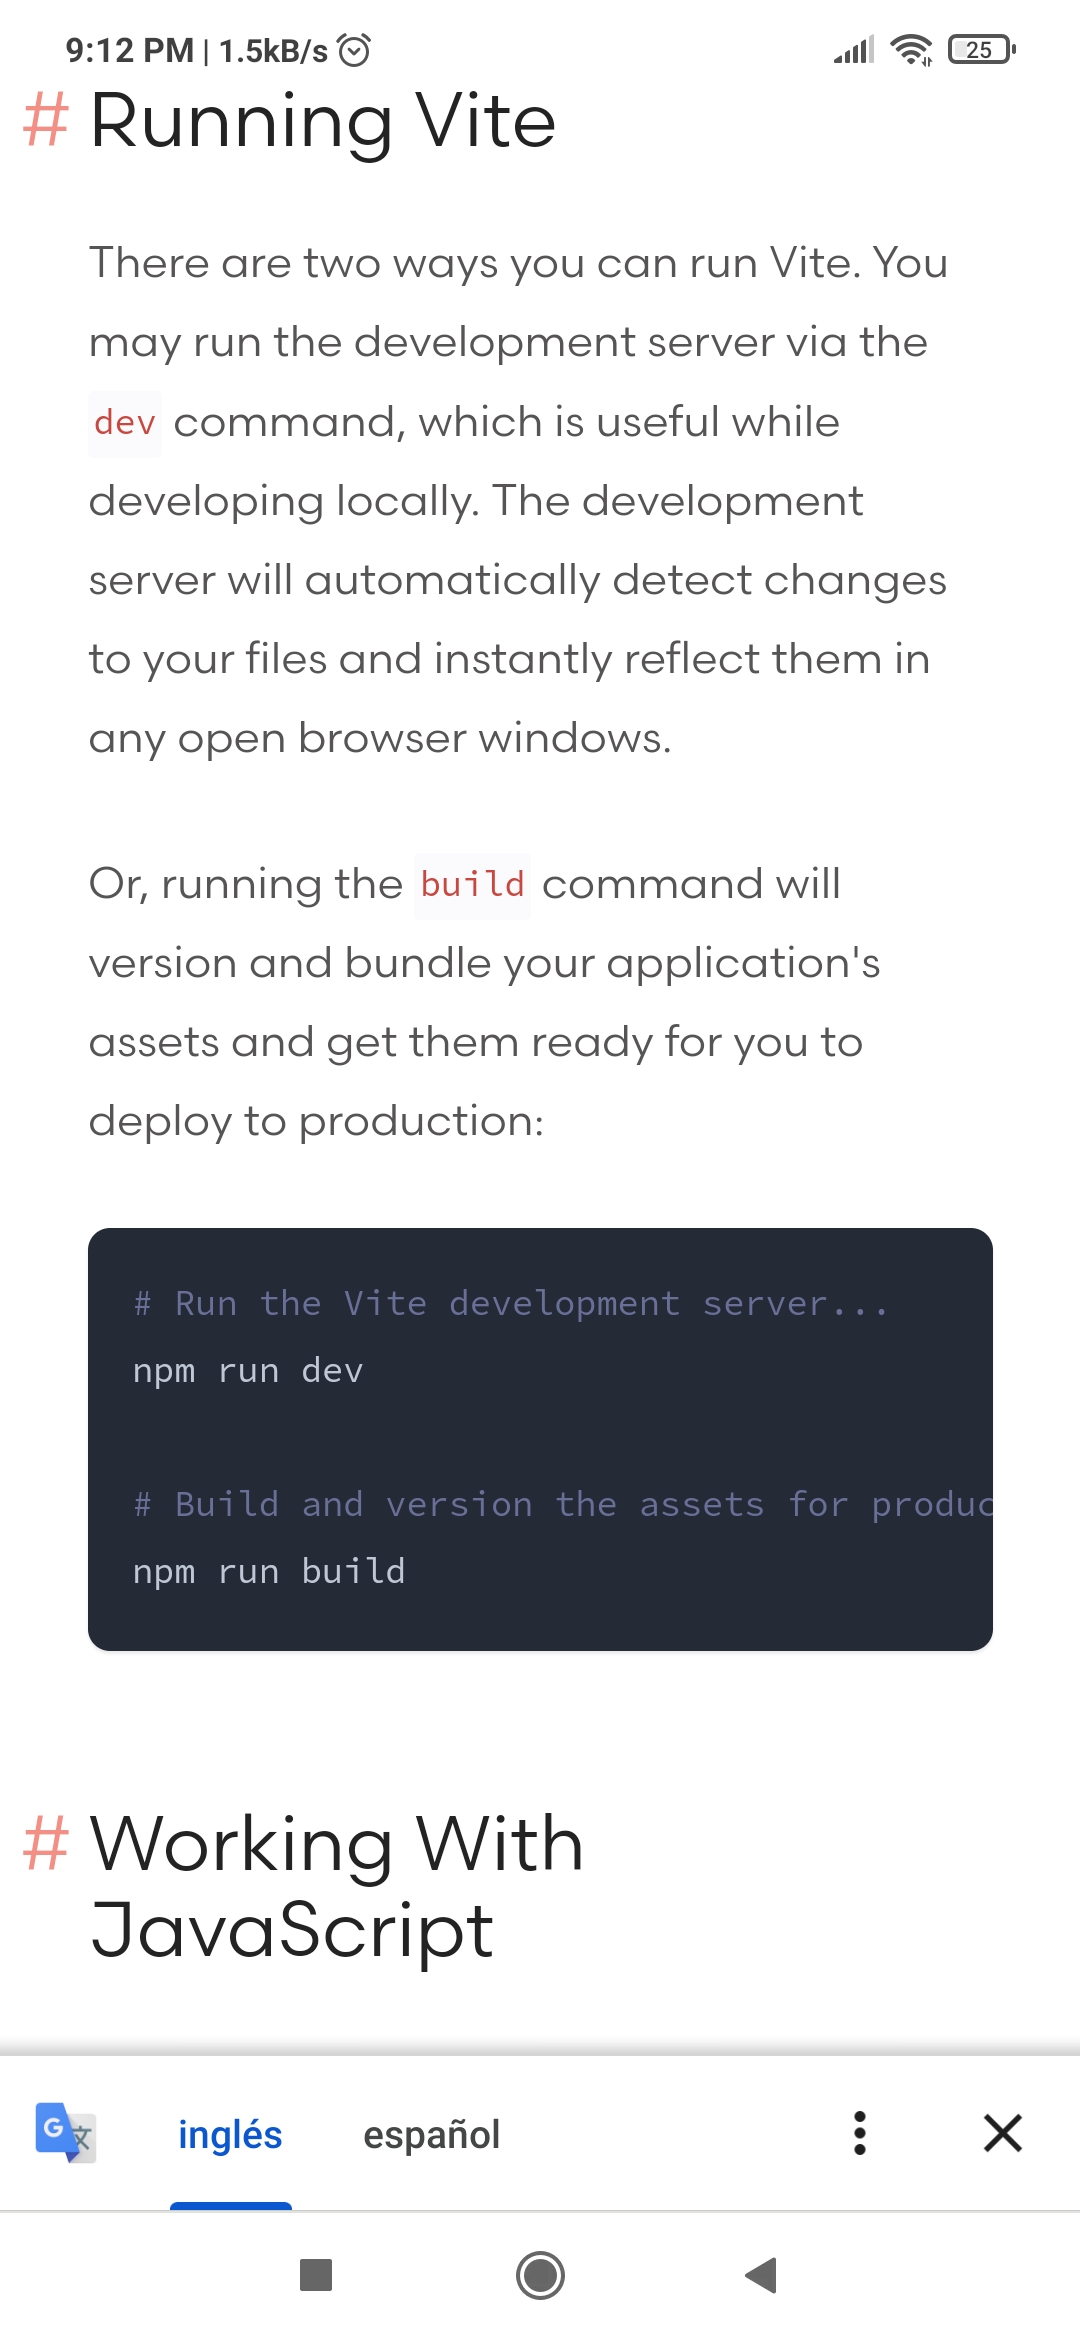 9:12 PM | 1.5kB/s
25
# Running Vite
There are two ways you can run Vite. You
may run the development server via the
dev command, which is useful while
developing locally. The development
server will automatically detect changes
to your files and instantly reflect them in
any open browser windows.
Or, running the build command will
version and bundle your application's
assets and get them ready for you to
deploy to production:
# Run the Vite development server...
npm run dev
# Build and version the assets for produc
npm run build
# Working With
JavaScript
G 文
inglés español